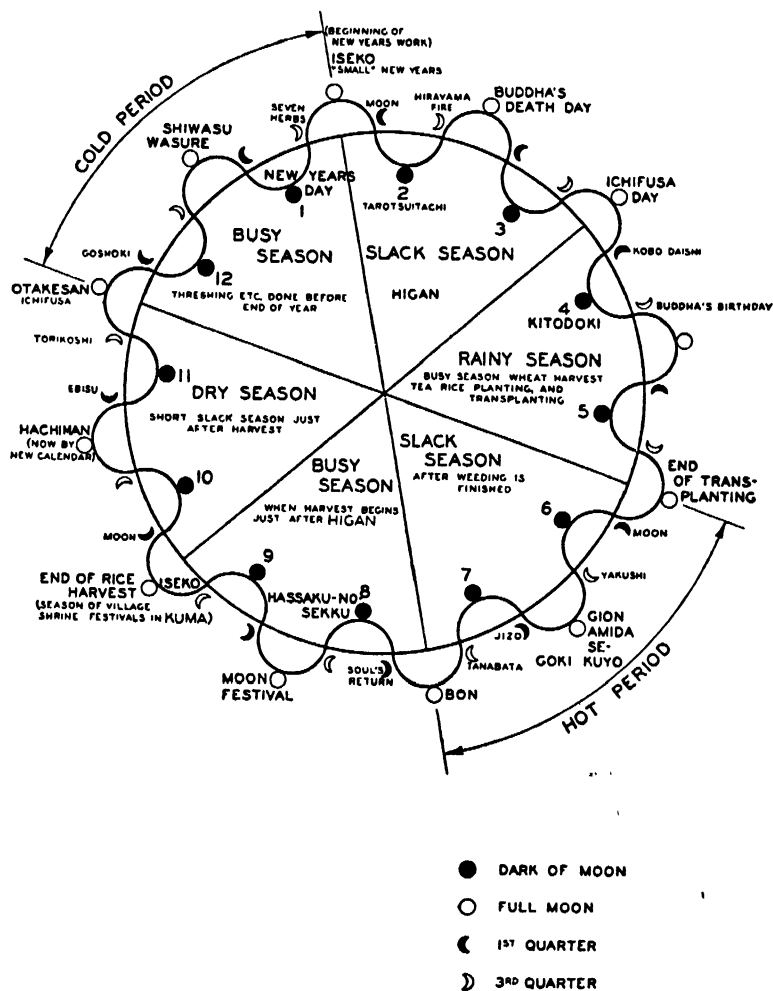 (BEGINNING OF
NEW YEARS WORK)
ISEKO
"SMALL" NEW YEARS
COLD PERIOD
SEVEN
HERBS
MOON
HIRAYAMA
FIRE
BUDDHA'S
DEATH DAY
SHIWASU
WASURE
NEW YEARS
DAY
1
2
TAROTSUITACHI
3
ICHIFUSA
DAY
BUSY
SEASON
SLACK SEASON
HIGAN
KOBO DAISHI
GOSHOKI
12
OTAKESAN
ICHIFUSA
THRESHING ETC. DONE BEFORE
END OF YEAR
4
KITODOKI
BUDDHA'S BIRTHDAY
TORIKOSHI
11
RAINY SEASON
BUSY SEASON WHEAT HARVEST
TEA RICE PLANTING, AND
TRANSPLANTING
EBISU
DRY SEASON
SHORT SLACK SEASON JUST
AFTER HARVEST
5
HACHIMAN
(NOW BY
NEW CALENDAR)
SLACK
SEASON
AFTER WEEDING IS
FINISHED
BUSY
SEASON
WHEN HARVEST BEGINS
JUST AFTER HIGAN
10
END
OF TRANS-
PLANTING
6
MOON
MOON
9
END OF RICE
HARVEST
(SEASON OF VILLAGE
SHRINE FESTIVALS IN KUMA)
ISEKO
HASSAKU-NO
SEKKU
8
7
YAKUSHI
JIZO
GION
AMIDA
SE-
GOKI KUYO
TANABATA
SOUL'S
RETURN
MOON
FESTIVAL
BON
HOT PERIOD
DARK OF MOON
FULL MOON
1ST QUARTER
3RD QUARTER